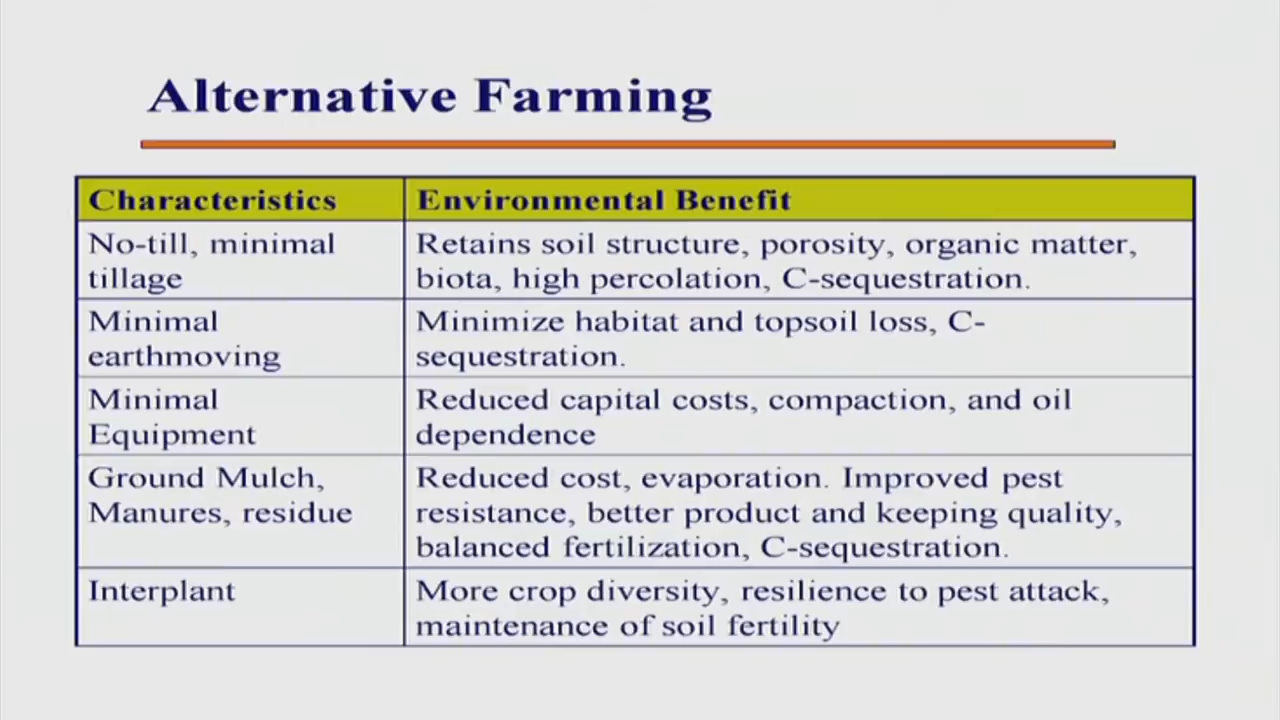 Alternative Farming
Characteristics
Environmental Benefit
No-till, minimal
tillage
Retains soil structure, porosity, organic matter,
biota, high percolation, C-sequestration.
Minimal
earthmoving
Minimize habitat and topsoil loss, C-
sequestration.
Minimal
Equipment
Reduced capital costs, compaction, and oil
dependence
Ground Mulch,
Manures, residue
Reduced cost, evaporation. Improved pest
resistance, better product and keeping quality,
balanced fertilization, C-sequestration.
Interplant
More crop diversity, resilience to pest attack,
maintenance of soil fertility